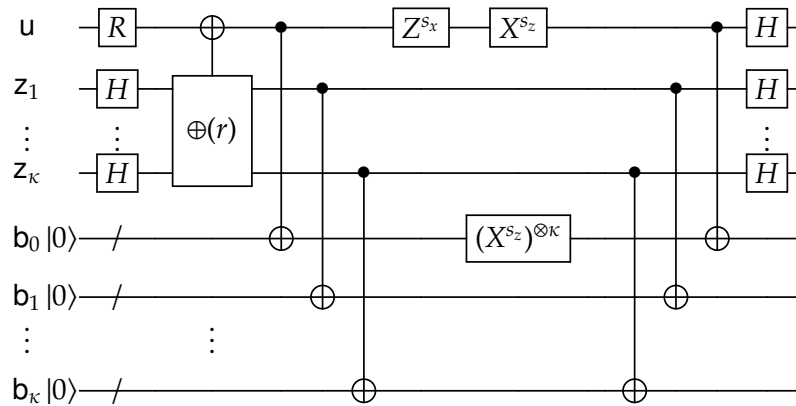 u R Z^{s_x} X^{s_z} H
z_1 H H
⋮ ⋮ ⊕(r) ⋮
z_κ H H
b_0 |0⟩ (X^{s_z})^{⊗κ}
b_1 |0⟩
⋮ ⋮
b_κ |0⟩